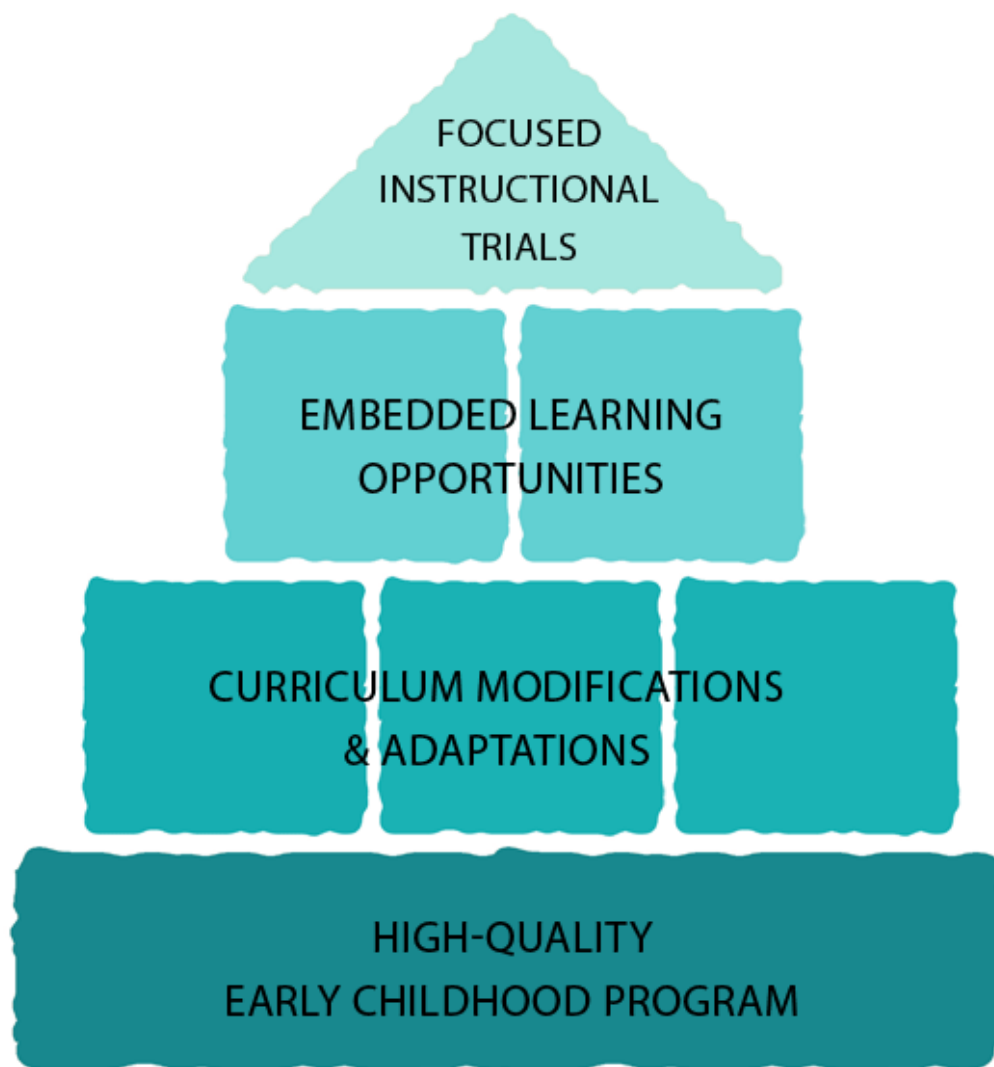 FOCUSED
INSTRUCTIONAL
TRIALS
EMBEDDED LEARNING
OPPORTUNITIES
CURRICULUM MODIFICATIONS
& ADAPTATIONS
HIGH-QUALITY
EARLY CHILDHOOD PROGRAM